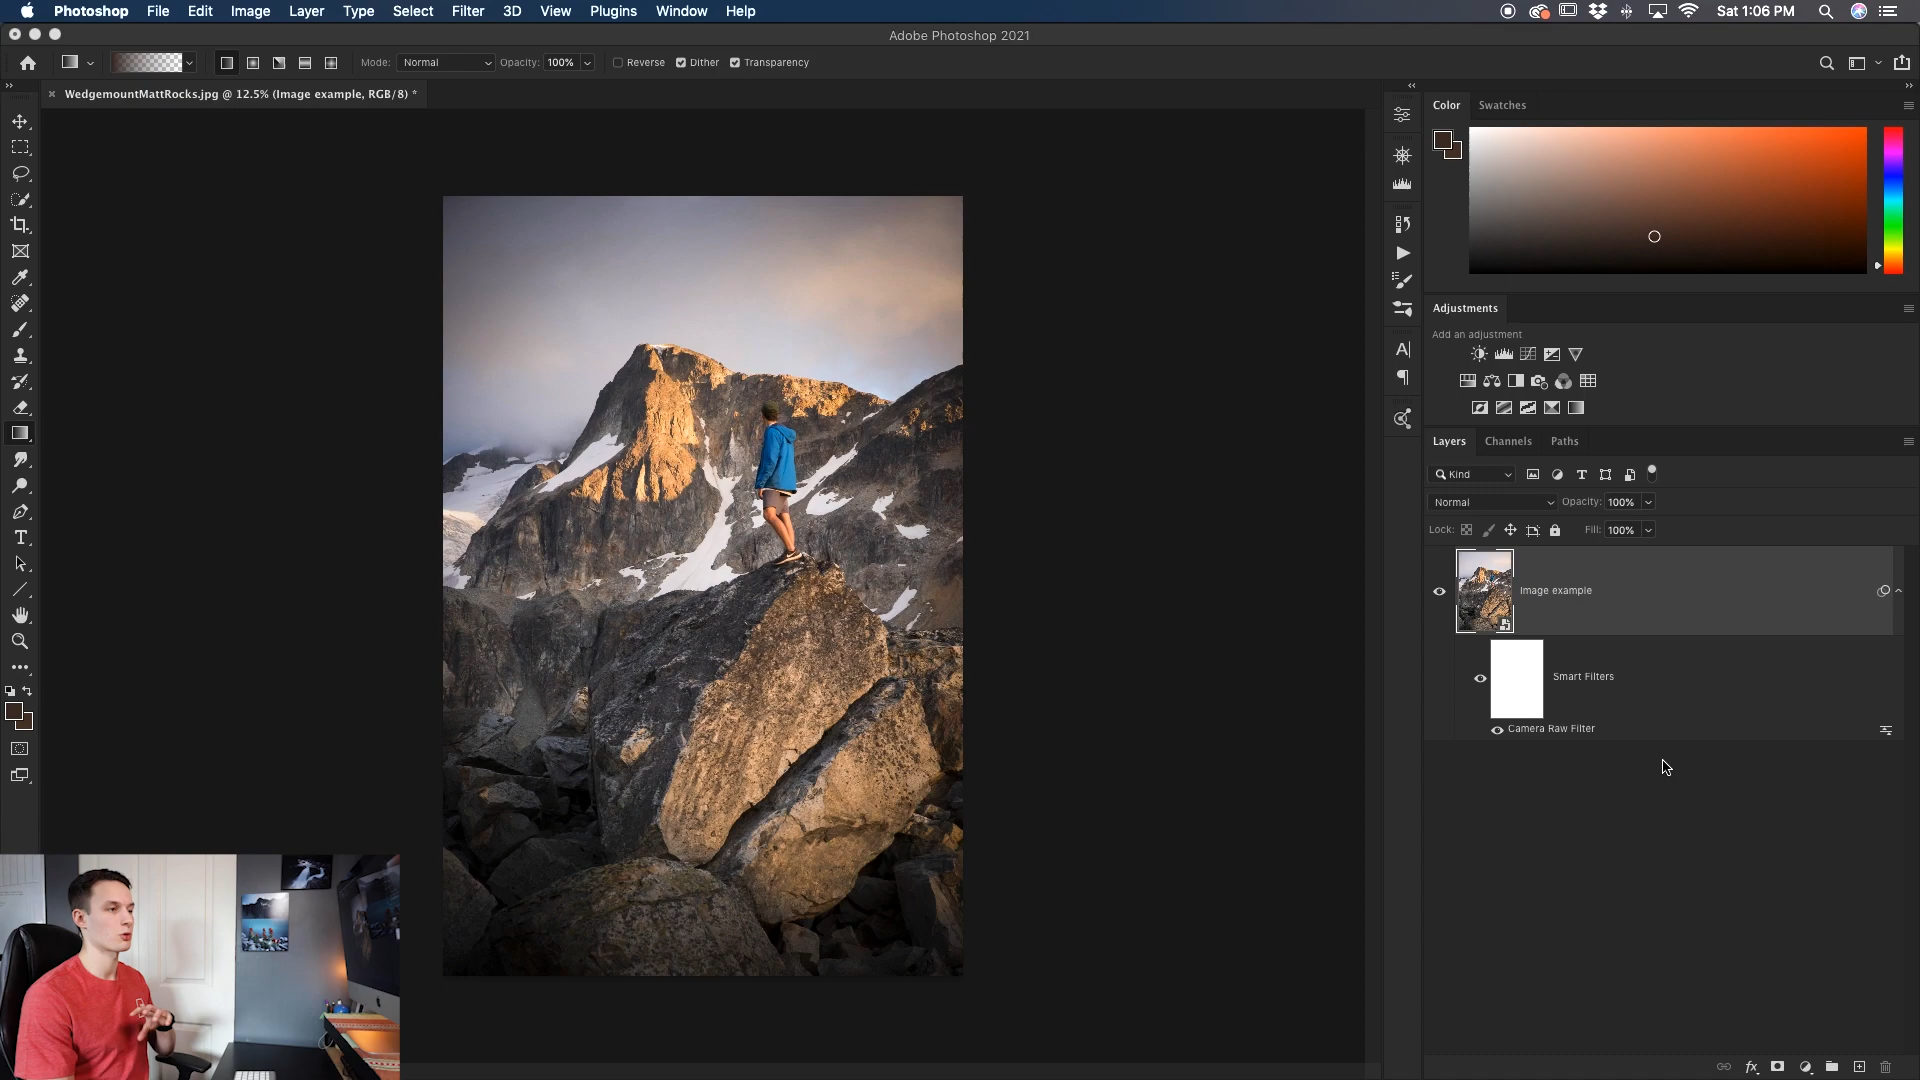 Photoshop File Edit Image Layer Type Select Filter 3D View Plugins Window Help Sat 1:06 PM
Adobe Photoshop 2021
Mode: Normal Opacity: 100% Reverse Dither Transparency
WedgemountMattRocks.jpg @ 12.5% (Image example, RGB/8) *
Color Swatches
Adjustments
Add an adjustment
Layers Channels Paths
Kind
Normal Opacity: 100%
Lock: Fill: 100%
Image example
Smart Filters
Camera Raw Filter